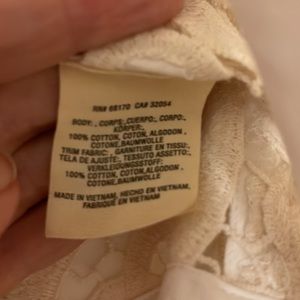 RN# 68170 CA# 32054
BODY:, CORPS:,CUERPO:, CORPO:,
KÖRPER:,
100% COTTON, COTON,ALGODON ,
COTONE,BAUMWOLLE
TRIM FABRIC:, GARNITURE EN TISSU:,
TELA DE AJUSTE:, TESSUTO ASSETTO:,
VERKLEIDUNGSSTOFF:
100% COTTON, COTON,ALGODON ,
COTONE,BAUMWOLLE
MADE IN VIETNAM, HECHO EN VIETNAM,
FABRIQUE EN VIETNAM